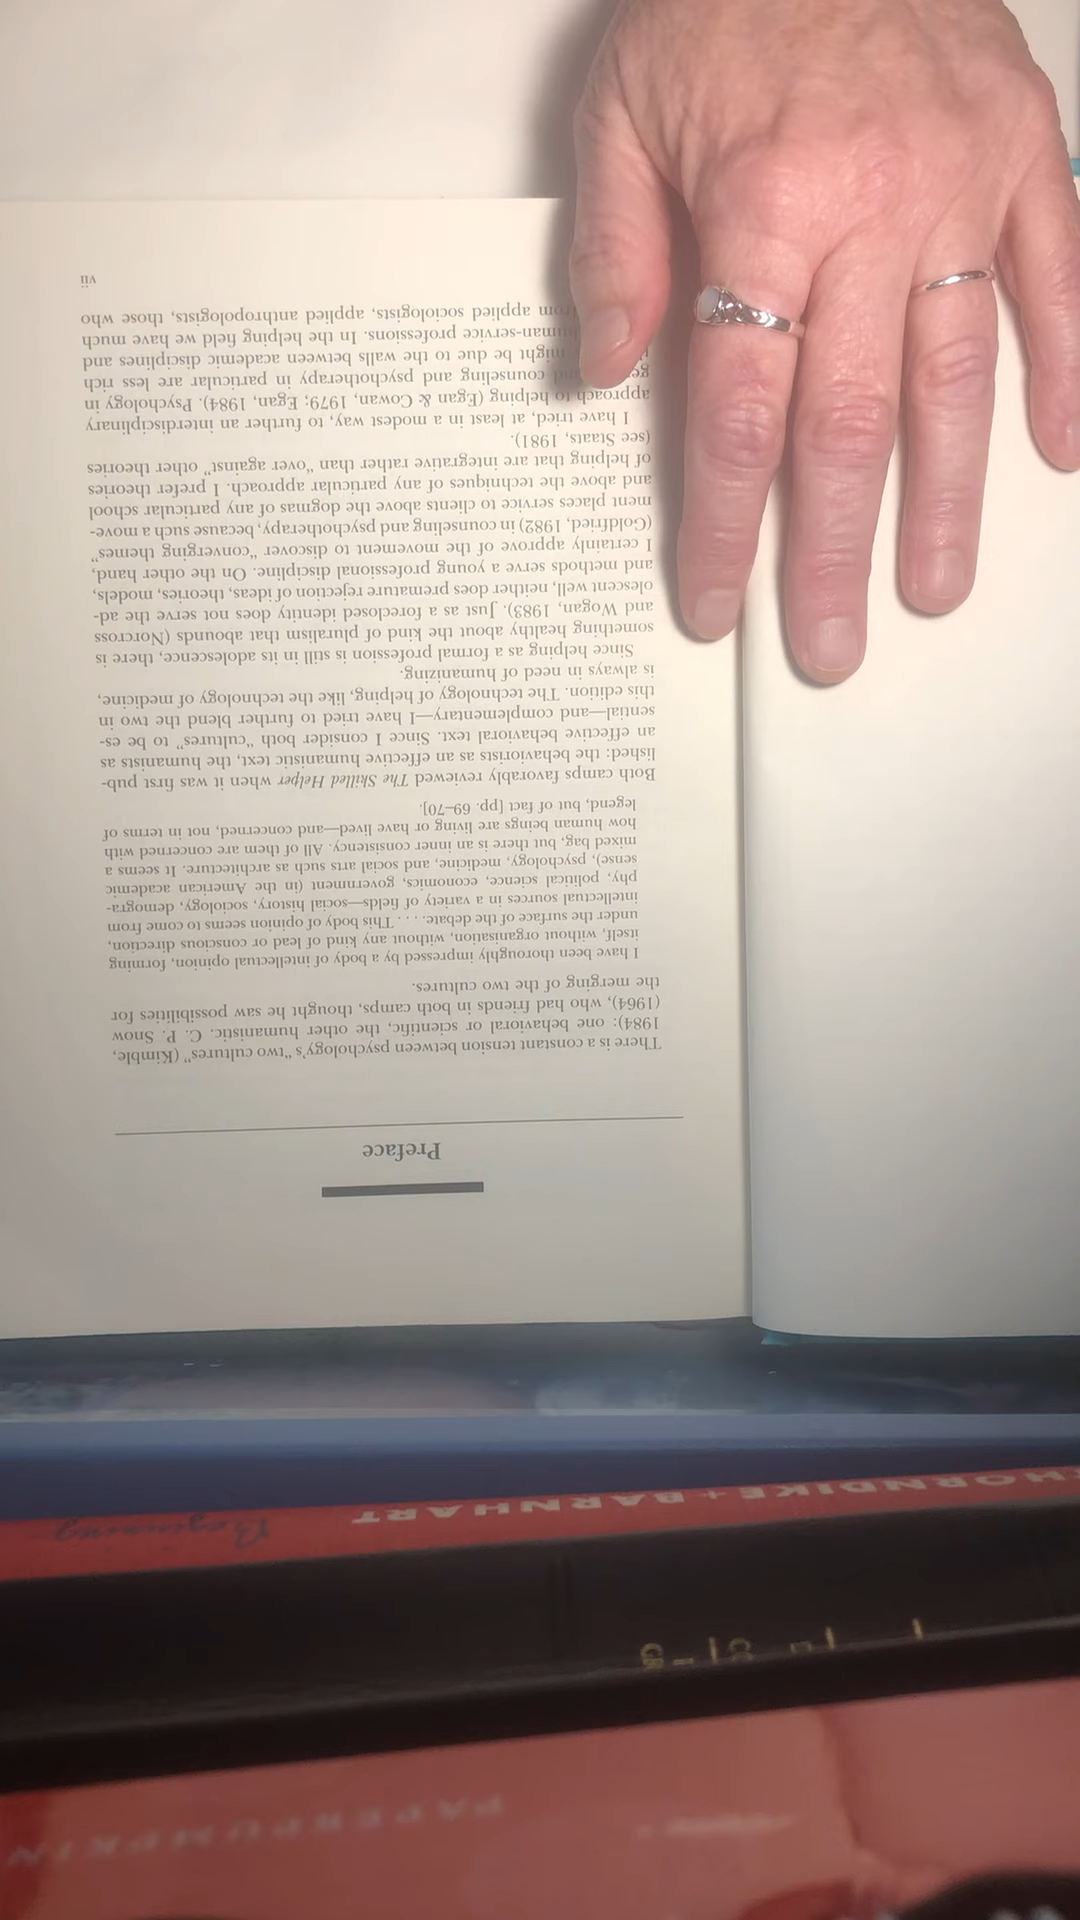 Preface
There is a constant tension between psychology's "two cultures" (Kimble,
1984): one behavioral or scientific, the other humanistic. C. P. Snow
(1964), who had friends in both camps, thought he saw possibilities for
the merging of the two cultures.
I have been thoroughly impressed by a body of intellectual opinion, forming
itself, without organisation, without any kind of lead or conscious direction,
under the surface of the debate. . . . This body of opinion seems to come from
intellectual sources in a variety of fields—social history, sociology, demogra-
phy, political science, economics, government (in the American academic
sense), psychology, medicine, and social arts such as architecture. It seems a
mixed bag, but there is an inner consistency. All of them are concerned with
how human beings are living or have lived—and concerned, not in terms of
legend, but of fact [pp. 69–70].
Both camps favorably reviewed The Skilled Helper when it was first pub-
lished: the behaviorists as an effective humanistic text, the humanists as
an effective behavioral text. Since I consider both "cultures" to be es-
sential—and complementary—I have tried to further blend the two in
this edition. The technology of helping, like the technology of medicine,
is always in need of humanizing.
Since helping as a formal profession is still in its adolescence, there is
something healthy about the kind of pluralism that abounds (Norcross
and Wogan, 1983). Just as a foreclosed identity does not serve the ad-
olescent well, neither does premature rejection of ideas, theories, models,
and methods serve a young professional discipline. On the other hand,
I certainly approve of the movement to discover "converging themes"
(Goldfried, 1982) in counseling and psychotherapy, because such a move-
ment places service to clients above the dogmas of any particular school
and above the techniques of any particular approach. I prefer theories
of helping that are integrative rather than "over against" other theories
(see Staats, 1981).
I have tried, at least in a modest way, to further an interdisciplinary
approach to helping (Egan & Cowan, 1979; Egan, 1984). Psychology in
and counseling and psychotherapy in particular are less rich
might be due to the walls between academic disciplines and
human-service professions. In the helping field we have much
from applied sociologists, applied anthropologists, those who
vii
THORNDIKE + BARNHART
Beginning
PAPERPUMPKIN